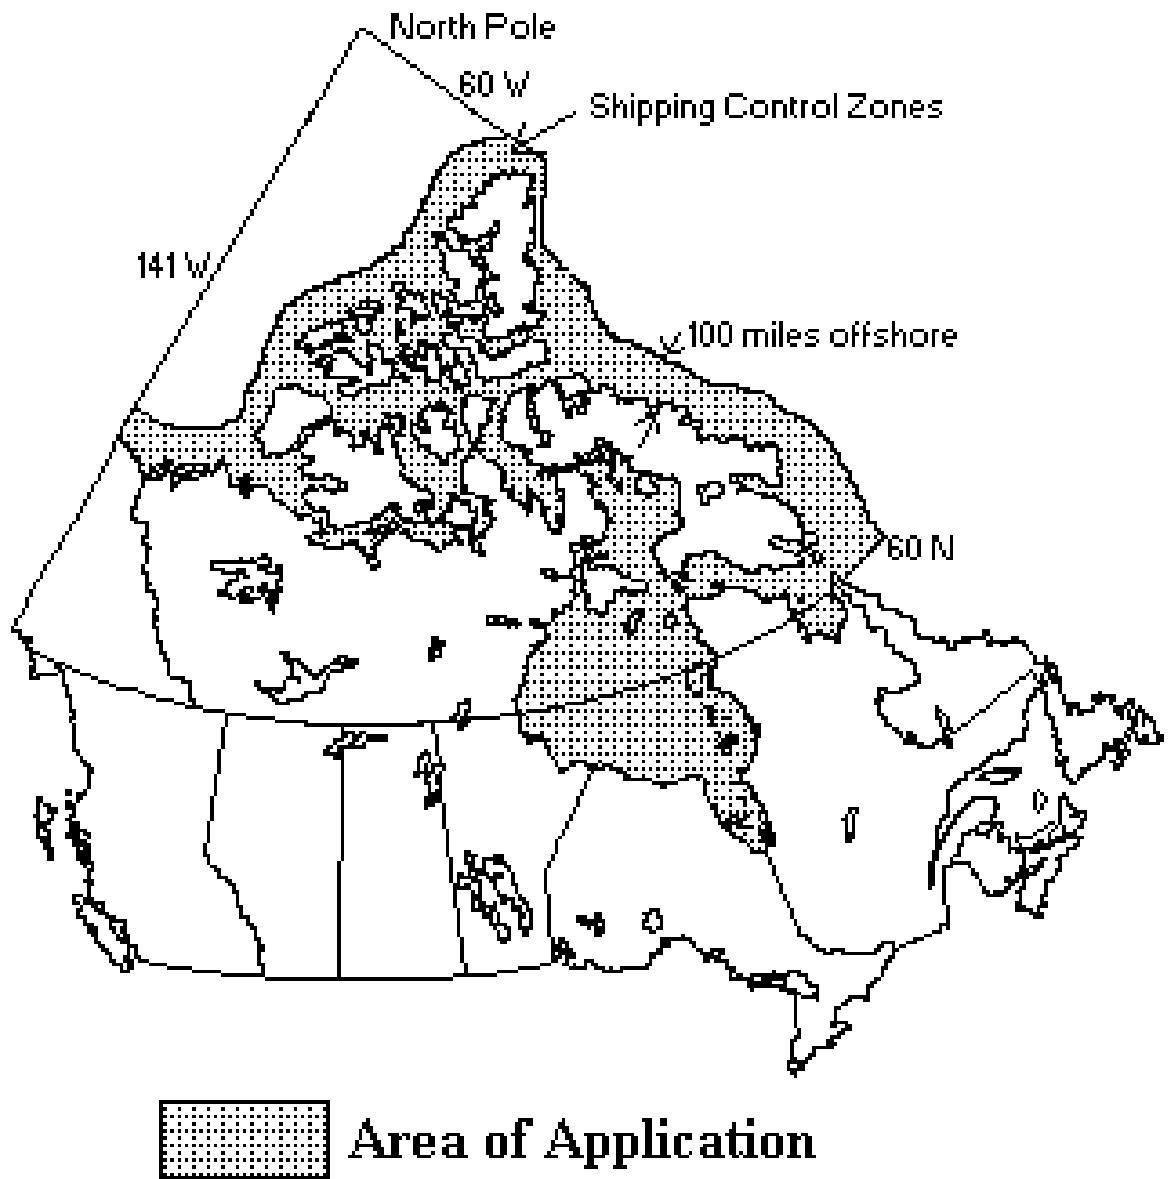 North Pole
60 W
Shipping Control Zones
141 W
100 miles offshore
60 N
Area of Application